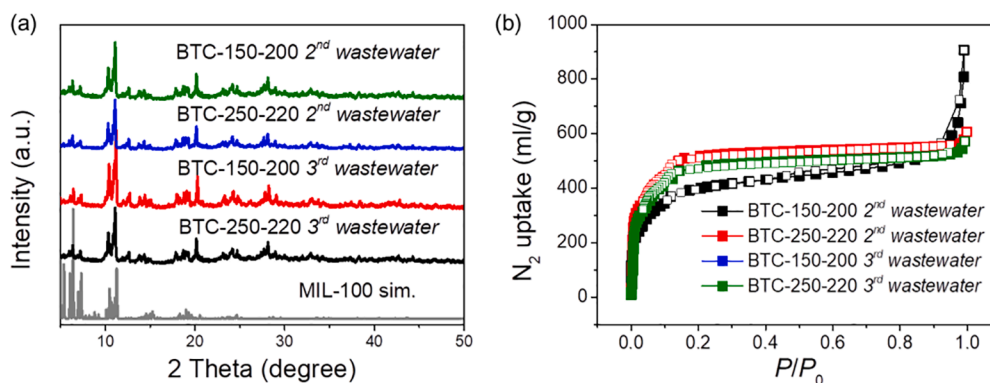 (a)
BTC-150-200 2nd wastewater
BTC-250-220 2nd wastewater
BTC-150-200 3rd wastewater
BTC-250-220 3rd wastewater
MIL-100 sim.
Intensity (a.u.)
10 20 30 40 50
2 Theta (degree)
(b)
1000
800
600
400
200
0
N2 uptake (ml/g)
BTC-150-200 2nd wastewater
BTC-250-220 2nd wastewater
BTC-150-200 3rd wastewater
BTC-250-220 3rd wastewater
0.0 0.2 0.4 0.6 0.8 1.0
P/P0